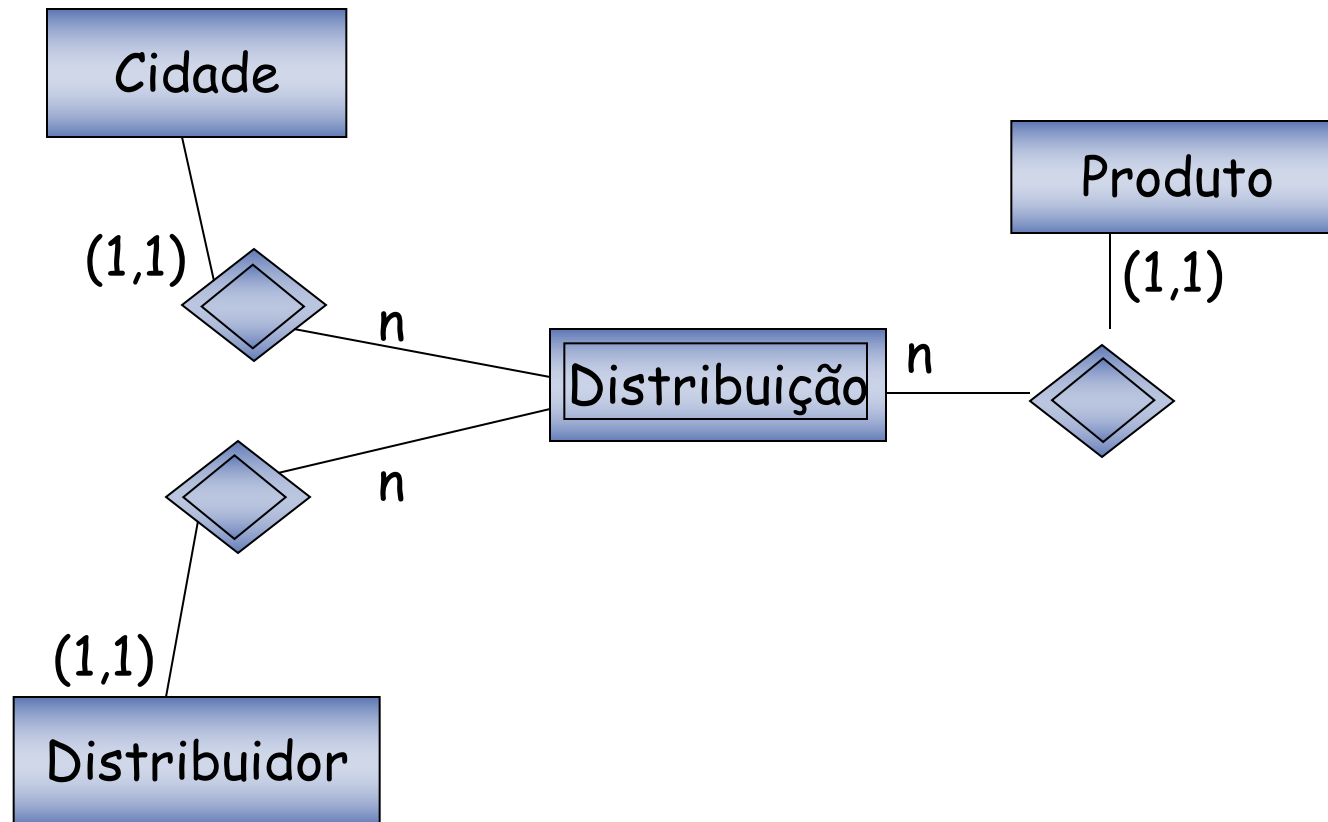 Cidade
Produto
(1,1)
(1,1)
n
n
Distribuição
n
(1,1)
Distribuidor